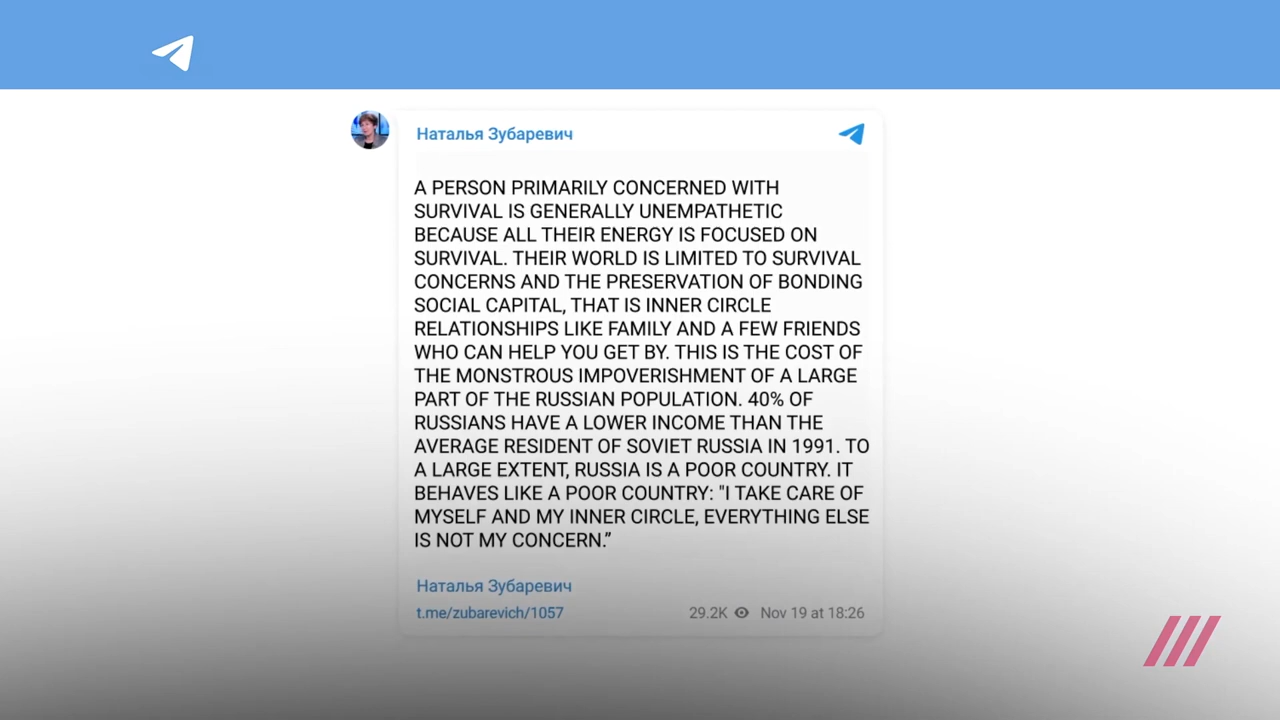 Наталья Зубаревич
A PERSON PRIMARILY CONCERNED WITH
SURVIVAL IS GENERALLY UNEMPATHETIC
BECAUSE ALL THEIR ENERGY IS FOCUSED ON
SURVIVAL. THEIR WORLD IS LIMITED TO SURVIVAL
CONCERNS AND THE PRESERVATION OF BONDING
SOCIAL CAPITAL, THAT IS INNER CIRCLE
RELATIONSHIPS LIKE FAMILY AND A FEW FRIENDS
WHO CAN HELP YOU GET BY. THIS IS THE COST OF
THE MONSTROUS IMPOVERISHMENT OF A LARGE
PART OF THE RUSSIAN POPULATION. 40% OF
RUSSIANS HAVE A LOWER INCOME THAN THE
AVERAGE RESIDENT OF SOVIET RUSSIA IN 1991. TO
A LARGE EXTENT, RUSSIA IS A POOR COUNTRY. IT
BEHAVES LIKE A POOR COUNTRY: "I TAKE CARE OF
MYSELF AND MY INNER CIRCLE, EVERYTHING ELSE
IS NOT MY CONCERN.”
Наталья Зубаревич
t.me/zubarevich/1057 29.2K Nov 19 at 18:26